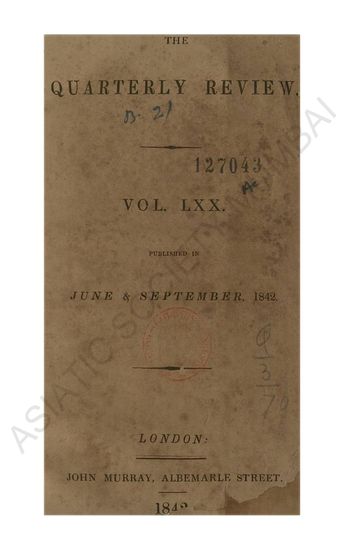 THE
QUARTERLY REVIEW.
B. 21
127043
VOL. LXX.
PUBLISHED IN
JUNE & SEPTEMBER, 1842.
LONDON:
JOHN MURRAY, ALBEMARLE STREET.
1842
ASIATIC SOCIETY MUMBAI